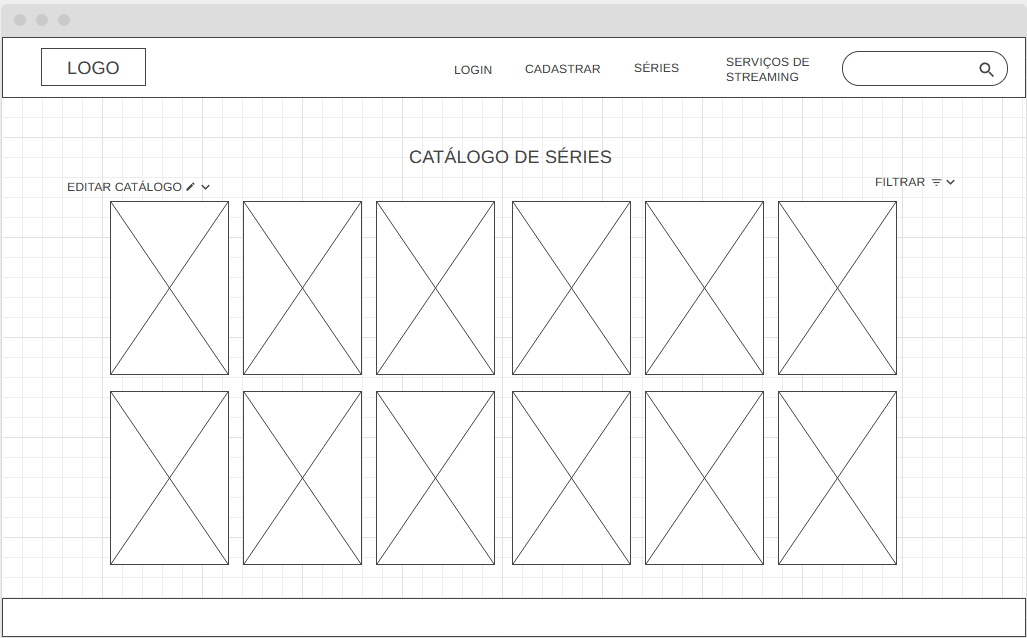 LOGO
LOGIN
CADASTRAR
SÉRIES
SERVIÇOS DE
STREAMING
CATÁLOGO DE SÉRIES
EDITAR CATÁLOGO
FILTRAR